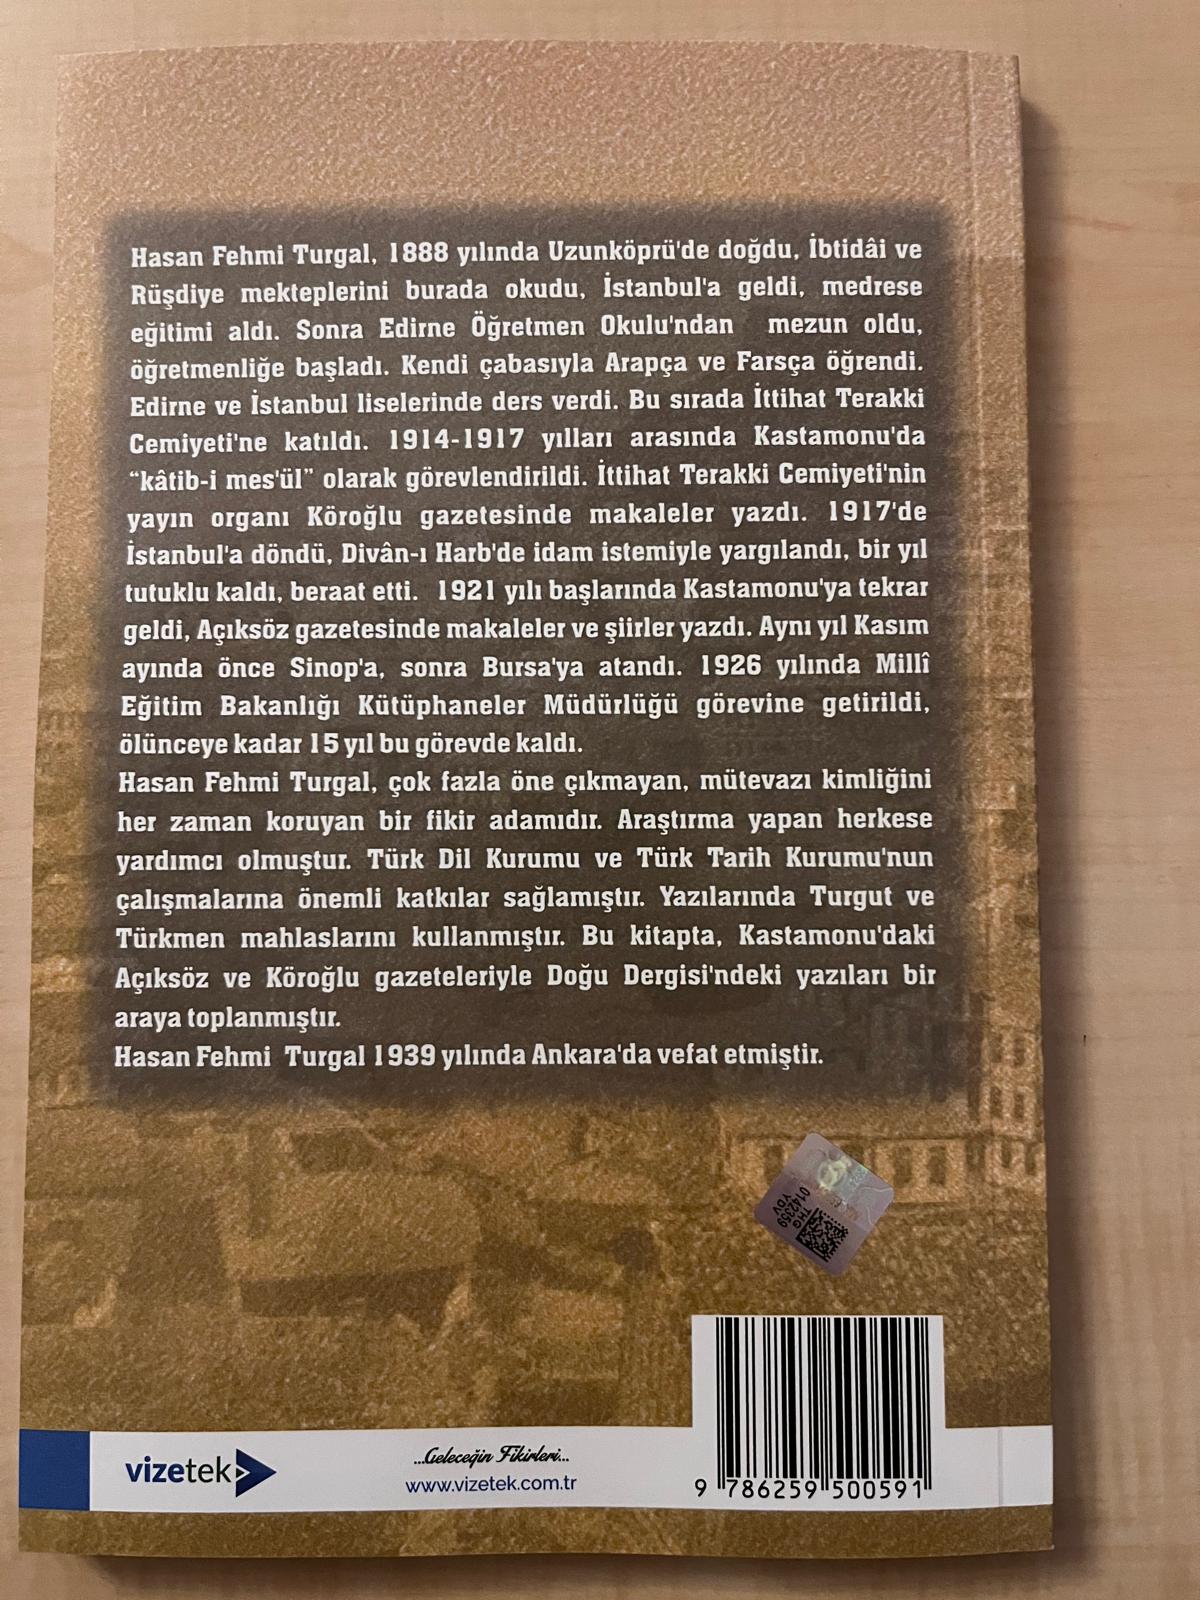 Hasan Fehmi Turgal, 1888 yılında Uzunköprü'de doğdu, İbtidâi ve
Rüşdiye mekteplerini burada okudu, İstanbul'a geldi, medrese
eğitimi aldı. Sonra Edirne Öğretmen Okulu'ndan mezun oldu,
öğretmenliğe başladı. Kendi çabasıyla Arapça ve Farsça öğrendi.
Edirne ve İstanbul liselerinde ders verdi. Bu sırada İttihat Terakki
Cemiyeti'ne katıldı. 1914-1917 yılları arasında Kastamonu'da
“kâtib-i mes'ül” olarak görevlendirildi. İttihat Terakki Cemiyeti'nin
yayın organı Köroğlu gazetesinde makaleler yazdı. 1917'de
İstanbul'a döndü, Divân-ı Harb'de idam istemiyle yargılandı, bir yıl
tutuklu kaldı, beraat etti. 1921 yılı başlarında Kastamonu'ya tekrar
geldi, Açıksöz gazetesinde makaleler ve şiirler yazdı. Aynı yıl Kasım
ayında önce Sinop'a, sonra Bursa'ya atandı. 1926 yılında Millî
Eğitim Bakanlığı Kütüphaneler Müdürlüğü görevine getirildi,
ölünceye kadar 15 yıl bu görevde kaldı.
Hasan Fehmi Turgal, çok fazla öne çıkmayan, mütevazı kimliğini
her zaman koruyan bir fikir adamıdır. Araştırma yapan herkese
yardımcı olmuştur. Türk Dil Kurumu ve Türk Tarih Kurumu'nun
çalışmalarına önemli katkılar sağlamıştır. Yazılarında Turgut ve
Türkmen mahlaslarını kullanmıştır. Bu kitapta, Kastamonu'daki
Açıksöz ve Köroğlu gazeteleriyle Doğu Dergisi'ndeki yazıları bir
araya toplanmıştır.
Hasan Fehmi Turgal 1939 yılında Ankara'da vefat etmiştir.
THG
0142359
YDV
vizetek
...Geleceğin Fikirleri...
www.vizetek.com.tr
9 786259 500591